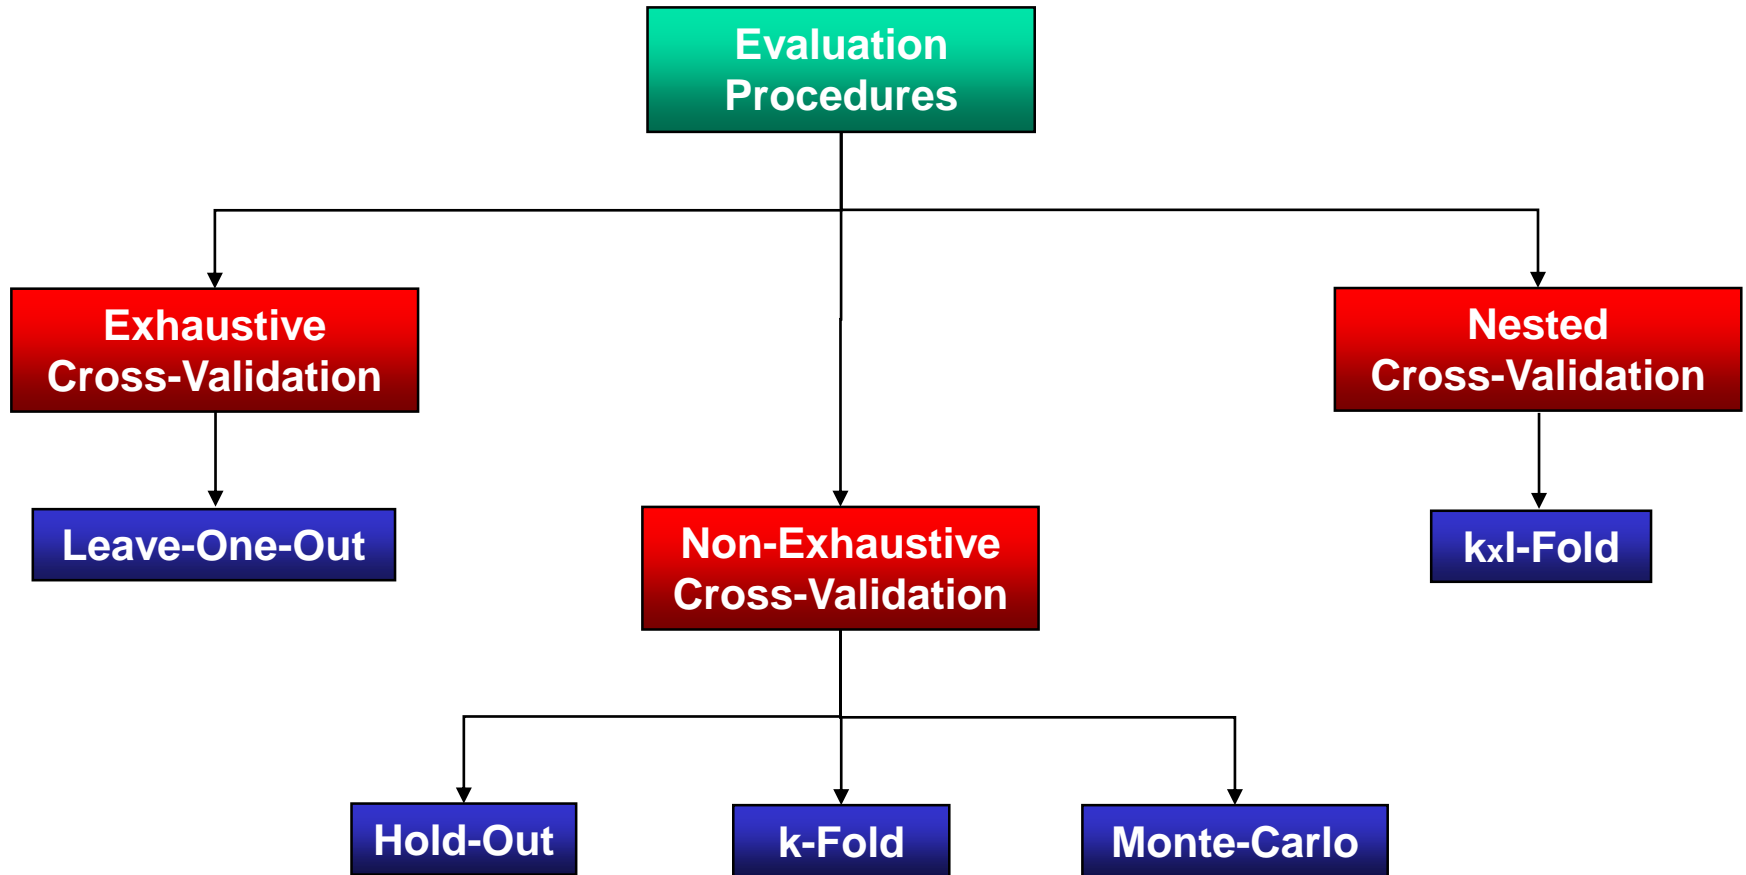 Evaluation
Procedures
Exhaustive
Cross-Validation
Nested
Cross-Validation
Leave-One-Out
Non-Exhaustive
Cross-Validation
kxl-Fold
Hold-Out
k-Fold
Monte-Carlo